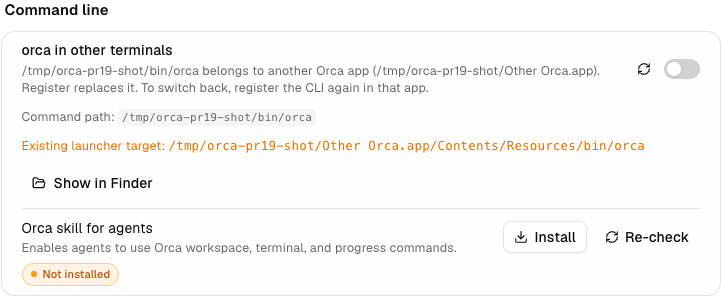 Command line
orca in other terminals
/tmp/orca-pr19-shot/bin/orca belongs to another Orca app (/tmp/orca-pr19-shot/Other Orca.app).
Register replaces it. To switch back, register the CLI again in that app.
Command path: /tmp/orca-pr19-shot/bin/orca
Existing launcher target: /tmp/orca-pr19-shot/Other Orca.app/Contents/Resources/bin/orca
Show in Finder
Orca skill for agents
Install
Re-check
Enables agents to use Orca workspace, terminal, and progress commands.
Not installed